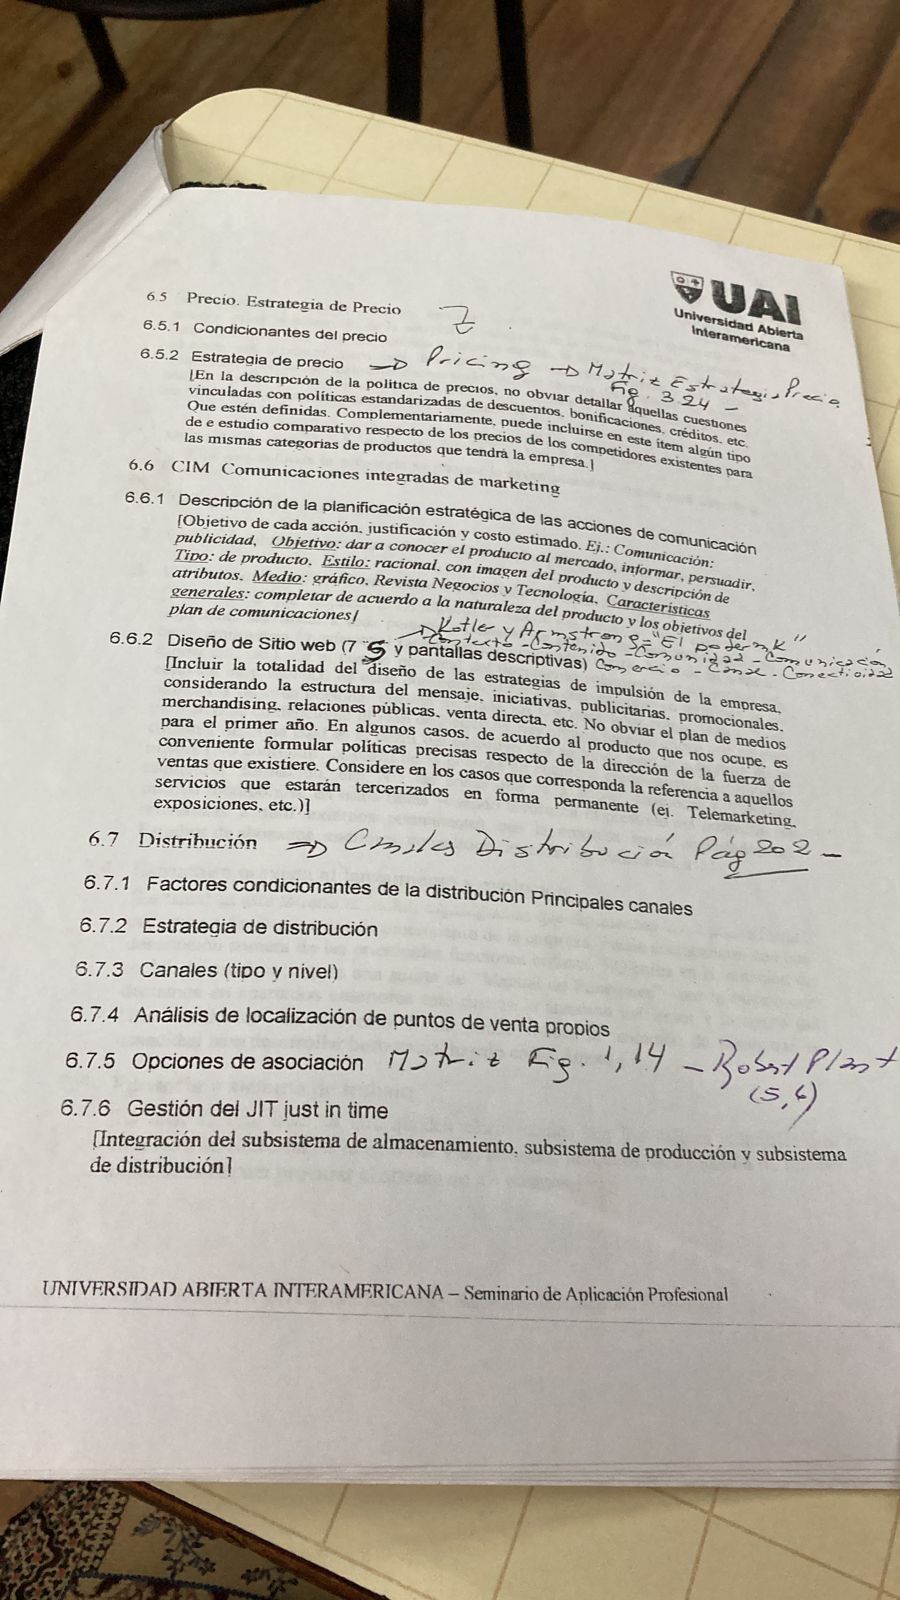 UAI
Universidad Abierta
Interamericana
6.5 Precio. Estrategia de Precio
6.5.1 Condicionantes del precio
6.5.2 Estrategia de precio → Pricing → Matriz Estrategia Precio
Fig. 3.24 -
[En la descripción de la política de precios, no obviar detallar aquellas cuestiones
vinculadas con políticas estandarizadas de descuentos, bonificaciones, créditos, etc.
Que estén definidas. Complementariamente, puede incluirse en este ítem algún tipo
de e estudio comparativo respecto de los precios de los competidores existentes para
las mismas categorías de productos que tendrá la empresa.]
6.6 CIM Comunicaciones integradas de marketing
6.6.1 Descripción de la planificación estratégica de las acciones de comunicación
[Objetivo de cada acción, justificación y costo estimado. Ej.: Comunicación:
publicidad, Objetivo: dar a conocer el producto al mercado, informar, persuadir.
Tipo: de producto, Estilo: racional, con imagen del producto y descripción de
atributos. Medio: gráfico, Revista Negocios y Tecnología. Características
generales: completar de acuerdo a la naturaleza del producto y los objetivos del
plan de comunicaciones]
→ Kotler y Armstrong = "El poder mk"
Contexto - Contenido - Comunidad - Comunicación
6.6.2 Diseño de Sitio web (7 S y pantallas descriptivas) Comercio - - Conectividad
[Incluir la totalidad del diseño de las estrategias de impulsión de la empresa,
considerando la estructura del mensaje, iniciativas, publicitarias, promocionales,
merchandising, relaciones públicas, venta directa, etc. No obviar el plan de medios
para el primer año. En algunos casos, de acuerdo al producto que nos ocupe, es
conveniente formular políticas precisas respecto de la dirección de la fuerza de
ventas que existiere. Considere en los casos que corresponda la referencia a aquellos
servicios que estarán tercerizados en forma permanente (ej. Telemarketing,
exposiciones, etc.)]
6.7 Distribución ⇒ Canales Distribución Pág 202 -
6.7.1 Factores condicionantes de la distribución Principales canales
6.7.2 Estrategia de distribución
6.7.3 Canales (tipo y nivel)
6.7.4 Análisis de localización de puntos de venta propios
6.7.5 Opciones de asociación Matriz Fig. 1,14 - Robert Plant
(5,6)
6.7.6 Gestión del JIT just in time
[Integración del subsistema de almacenamiento, subsistema de producción y subsistema
de distribución]
UNIVERSIDAD ABIERTA INTERAMERICANA – Seminario de Aplicación Profesional